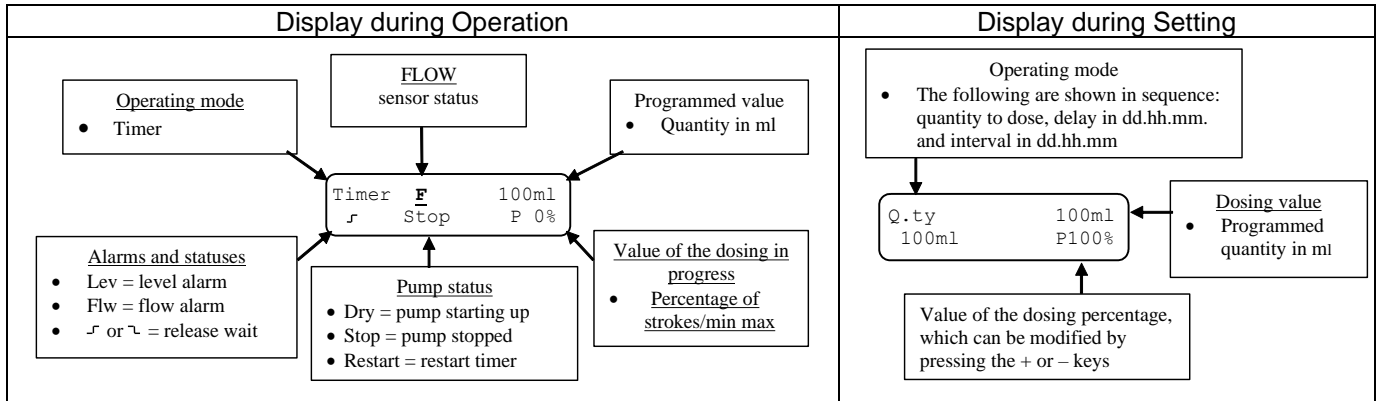 Display during Operation
Display during Setting
FLOW
sensor status
Operating mode
• Timer
Programmed value
• Quantity in ml
Timer F 100ml
Stop P 0%
Alarms and statuses
• Lev = level alarm
• Flw = flow alarm
• or = release wait
Pump status
• Dry = pump starting up
• Stop = pump stopped
• Restart = restart timer
Value of the dosing in
progress
• Percentage of
strokes/min max
Operating mode
• The following are shown in sequence:
quantity to dose, delay in dd.hh.mm.
and interval in dd.hh.mm
Q.ty 100ml
100ml P100%
Dosing value
• Programmed
quantity in ml
Value of the dosing percentage,
which can be modified by
pressing the + or – keys